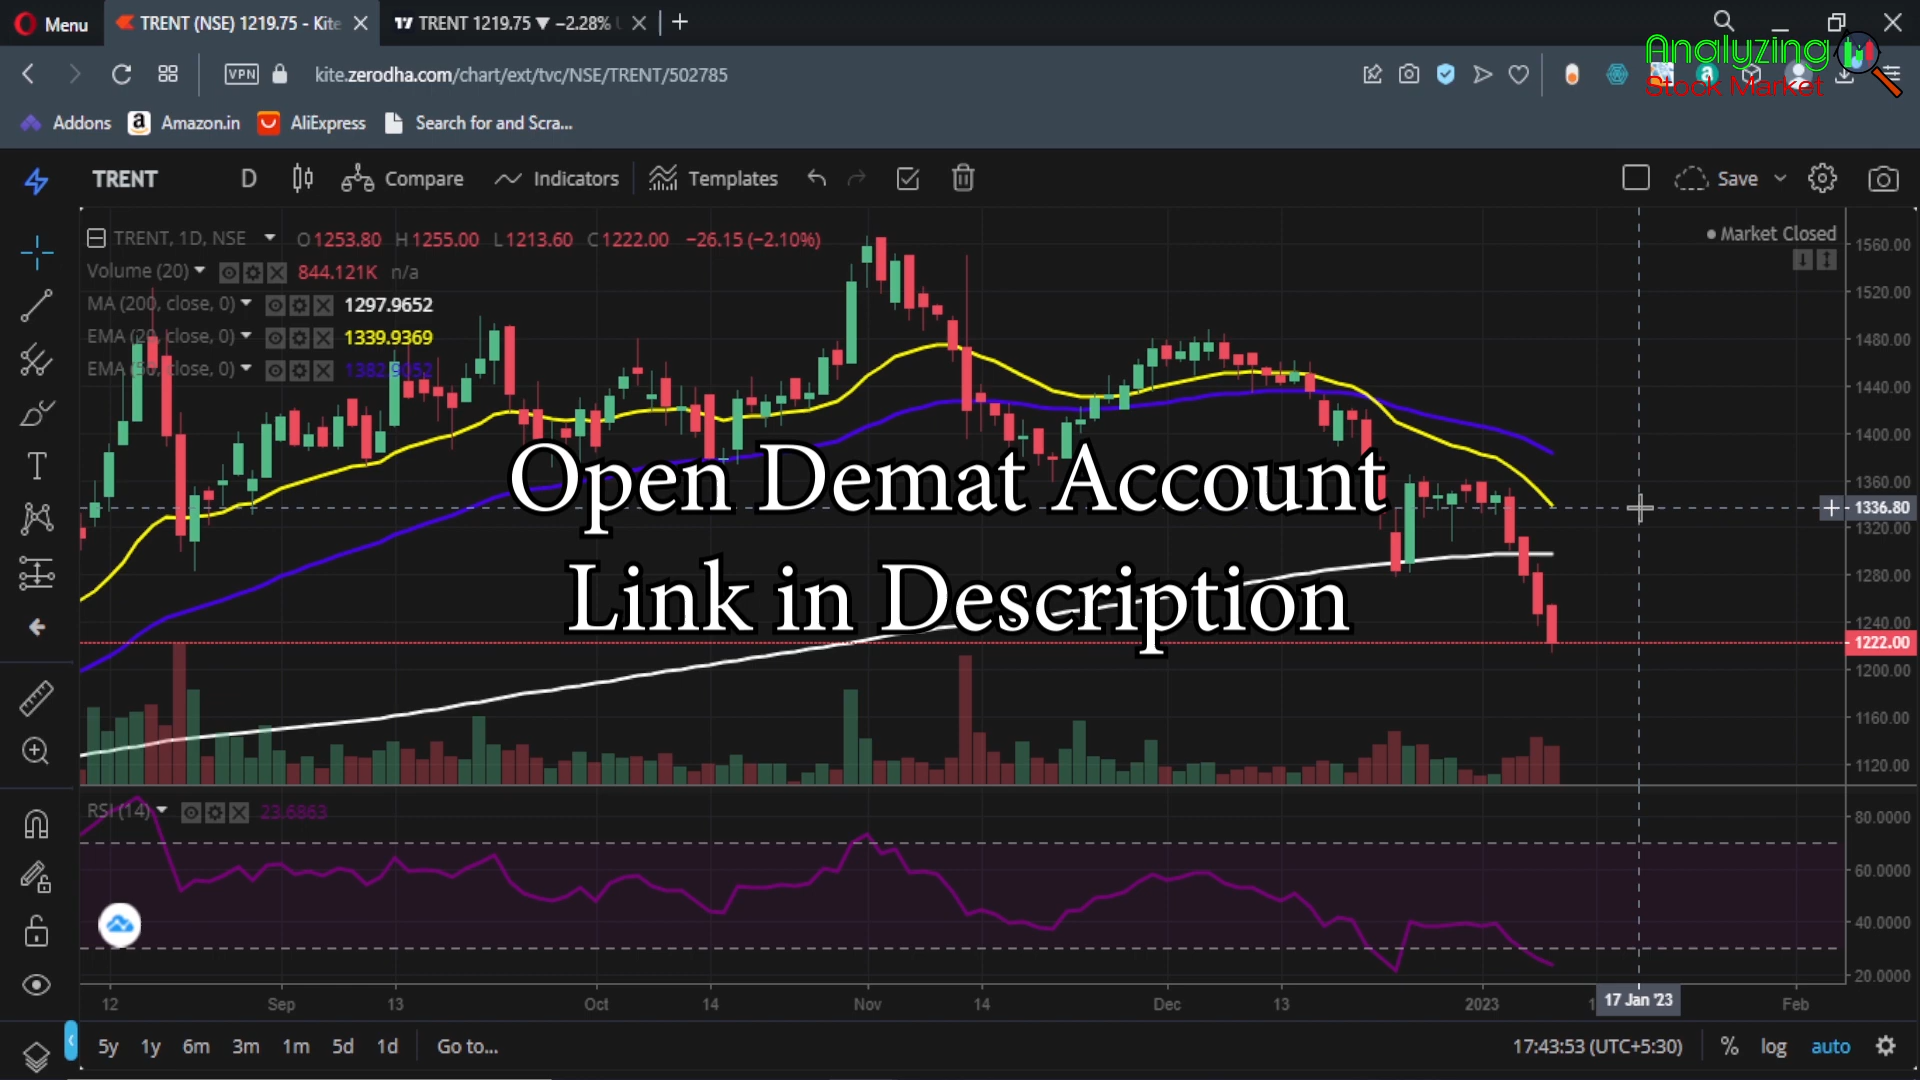 Menu
TRENT (NSE) 1219.75 - Kite
TRENT 1219.75 ▼ −2.28%
Analyzing
Stock Market
VPN
kite.zerodha.com/chart/ext/tvc/NSE/TRENT/502785
Addons
Amazon.in
AliExpress
Search for and Scra...
TRENT
D
Compare
Indicators
Templates
Save
TRENT, 1D, NSE
O1253.80 H1255.00 L1213.60 C1222.00 −26.15 (−2.10%)
Market Closed
Volume (20) 844.121K n/a
MA (200, close, 0) 1297.9652
EMA (20, close, 0) 1339.9369
EMA (50, close, 0) 1382.9052
1560.00
1520.00
1480.00
1440.00
1400.00
1360.00
1336.80
1320.00
1280.00
1240.00
1222.00
1200.00
1160.00
1120.00
Open Demat Account
Link in Description
RSI (14) 23.6863
80.0000
60.0000
40.0000
20.0000
12 Sep 13 Oct 14 Nov 14 Dec 13 2023 17 Jan '23 Feb
5y 1y 6m 3m 1m 5d 1d Go to...
17:43:53 (UTC+5:30) % log auto